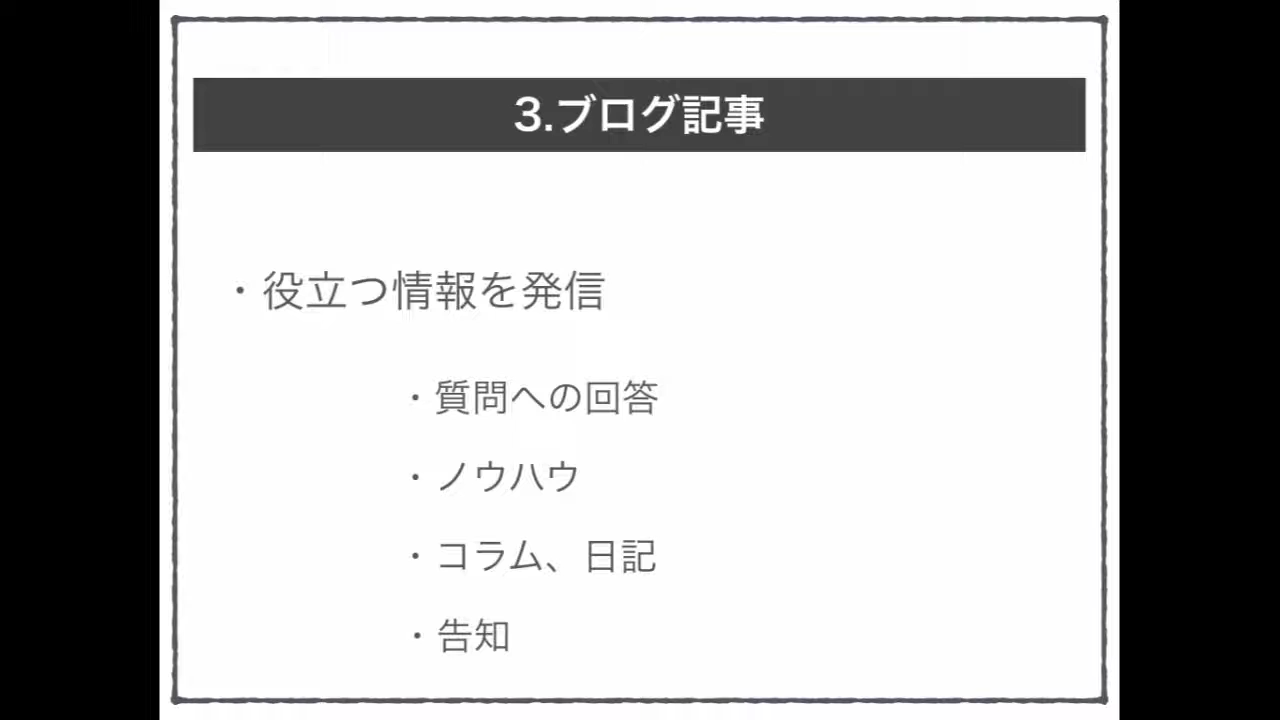 3.ブログ記事
・役立つ情報を発信
・質問への回答
・ノウハウ
・コラム、日記
・告知